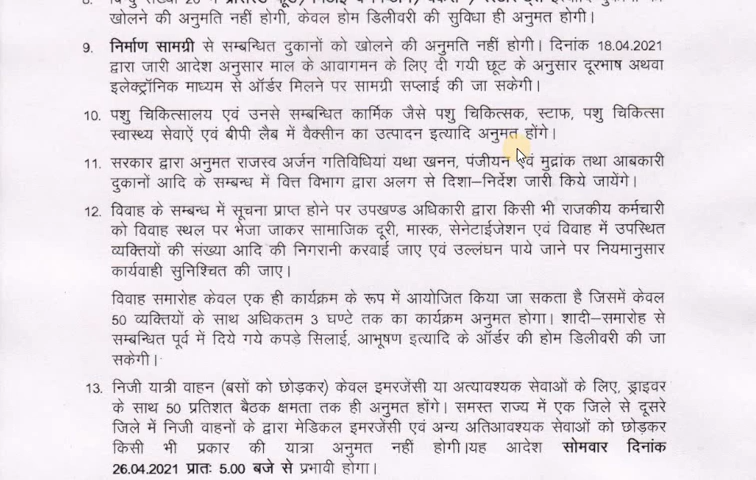 खोलने की अनुमति नहीं होगी, केवल होम डिलीवरी की सुविधा ही अनुमत होगी।
9. निर्माण सामग्री से सम्बन्धित दुकानों को खोलने की अनुमति नहीं होगी। दिनांक 18.04.2021
द्वारा जारी आदेश अनुसार माल के आवागमन के लिए दी गयी छूट के अनुसार दूरभाष अथवा
इलेक्ट्रॉनिक माध्यम से ऑर्डर मिलने पर सामग्री सप्लाई की जा सकेगी।
10. पशु चिकित्सालय एवं उनसे सम्बन्धित कार्मिक जैसे पशु चिकित्सक, स्टाफ, पशु चिकित्सा
स्वास्थ्य सेवाऐं एवं बीपी लैब में वैक्सीन का उत्पादन इत्यादि अनुमत होंगे।
11. सरकार द्वारा अनुमत राजस्व अर्जन गतिविधियां यथा खनन, पंजीयन एवं मुद्रांक तथा आबकारी
दुकानों आदि के सम्बन्ध में वित्त विभाग द्वारा अलग से दिशा–निर्देश जारी किये जायेंगे।
12. विवाह के सम्बन्ध में सूचना प्राप्त होने पर उपखण्ड अधिकारी द्वारा किसी भी राजकीय कर्मचारी
को विवाह स्थल पर भेजा जाकर सामाजिक दूरी, मास्क, सेनेटाईजेशन एवं विवाह में उपस्थित
व्यक्तियों की संख्या आदि की निगरानी करवाई जाए एवं उल्लंघन पाये जाने पर नियमानुसार
कार्यवाही सुनिश्चित की जाए।
विवाह समारोह केवल एक ही कार्यक्रम के रूप में आयोजित किया जा सकता है जिसमें केवल
50 व्यक्तियों के साथ अधिकतम 3 घण्टे तक का कार्यक्रम अनुमत होगा। शादी–समारोह से
सम्बन्धित पूर्व में दिये गये कपड़े सिलाई, आभूषण इत्यादि के ऑर्डर की होम डिलीवरी की जा
सकेगी।
13. निजी यात्री वाहन (बसों को छोड़कर) केवल इमरजेंसी या अत्यावश्यक सेवाओं के लिए, ड्राइवर
के साथ 50 प्रतिशत बैठक क्षमता तक ही अनुमत होंगे। समस्त राज्य में एक जिले से दूसरे
जिले में निजी वाहनों के द्वारा मेडिकल इमरजेंसी एवं अन्य अतिआवश्यक सेवाओं को छोड़कर
किसी भी प्रकार की यात्रा अनुमत नहीं होगी।यह आदेश सोमवार दिनांक
26.04.2021 प्रातः 5.00 बजे से प्रभावी होगा।